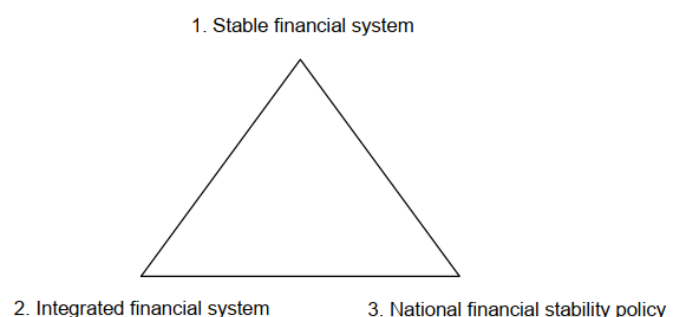 1. Stable financial system
2. Integrated financial system
3. National financial stability policy